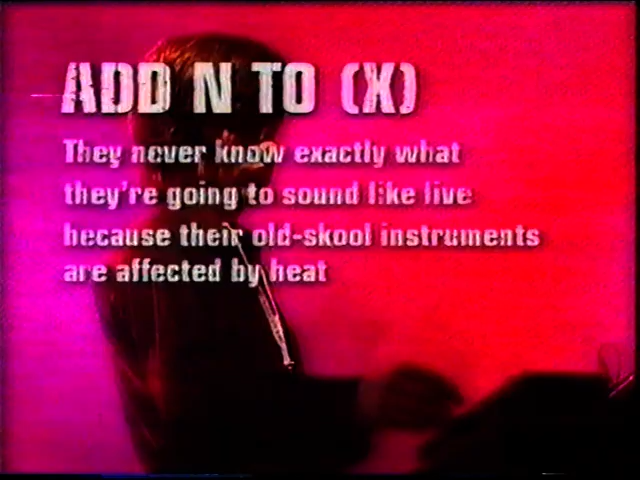 ADD N TO (X)
They never know exactly what
they're going to sound like live
because their old-skool instruments
are affected by heat